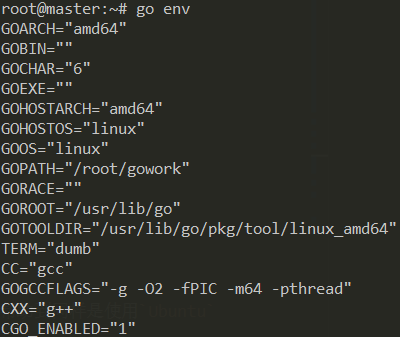 root@master:~# go env
GOARCH="amd64"
GOBIN=""
GOCHAR="6"
GOEXE=""
GOHOSTARCH="amd64"
GOHOSTOS="linux"
GOOS="linux"
GOPATH="/root/gowork"
GORACE=""
GOROOT="/usr/lib/go"
GOTOOLDIR="/usr/lib/go/pkg/tool/linux_amd64"
TERM="dumb"
CC="gcc"
GOGCCFLAGS="-g -O2 -fPIC -m64 -pthread"
CXX="g++"
CGO_ENABLED="1"